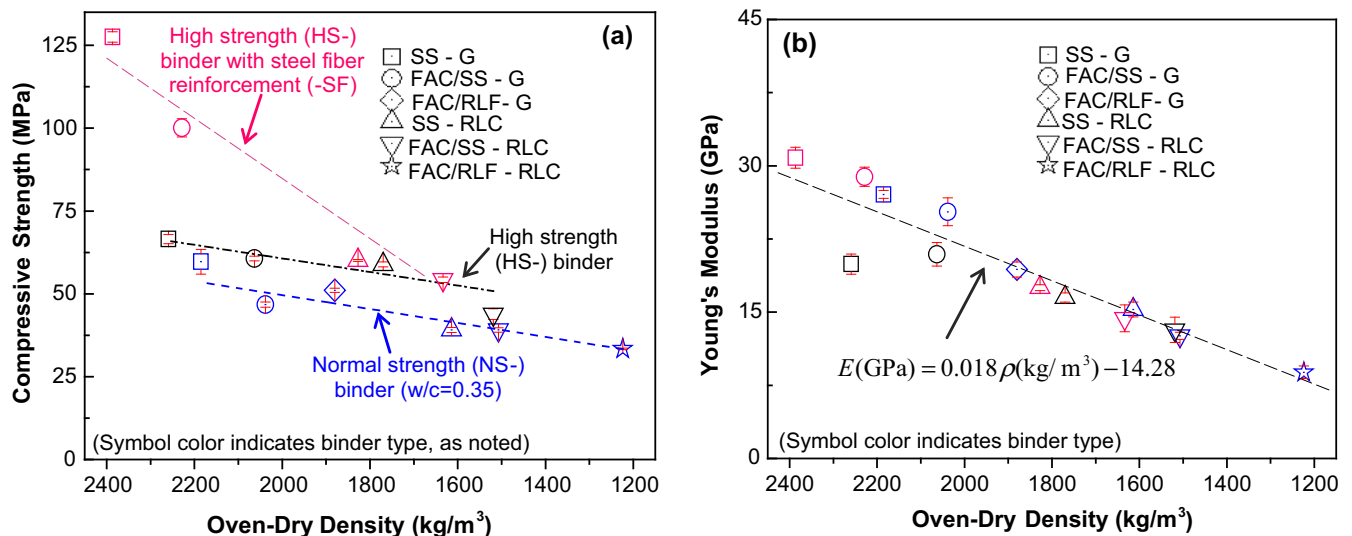 (a)
High strength (HS-)
binder with steel fiber
reinforcement (-SF)
SS - G
FAC/SS - G
FAC/RLF- G
SS - RLC
FAC/SS - RLC
FAC/RLF - RLC
High strength
(HS-) binder
Normal strength (NS-)
binder (w/c=0.35)
(Symbol color indicates binder type, as noted)
Compressive Strength (MPa)
125
100
75
50
25
0
2400 2200 2000 1800 1600 1400 1200
Oven-Dry Density (kg/m³)
(b)
SS - G
FAC/SS - G
FAC/RLF- G
SS - RLC
FAC/SS - RLC
FAC/RLF - RLC
E(GPa) = 0.018ρ(kg/ m³) −14.28
(Symbol color indicates binder type)
Young's Modulus (GPa)
45
30
15
0
2400 2200 2000 1800 1600 1400 1200
Oven-Dry Density (kg/m³)